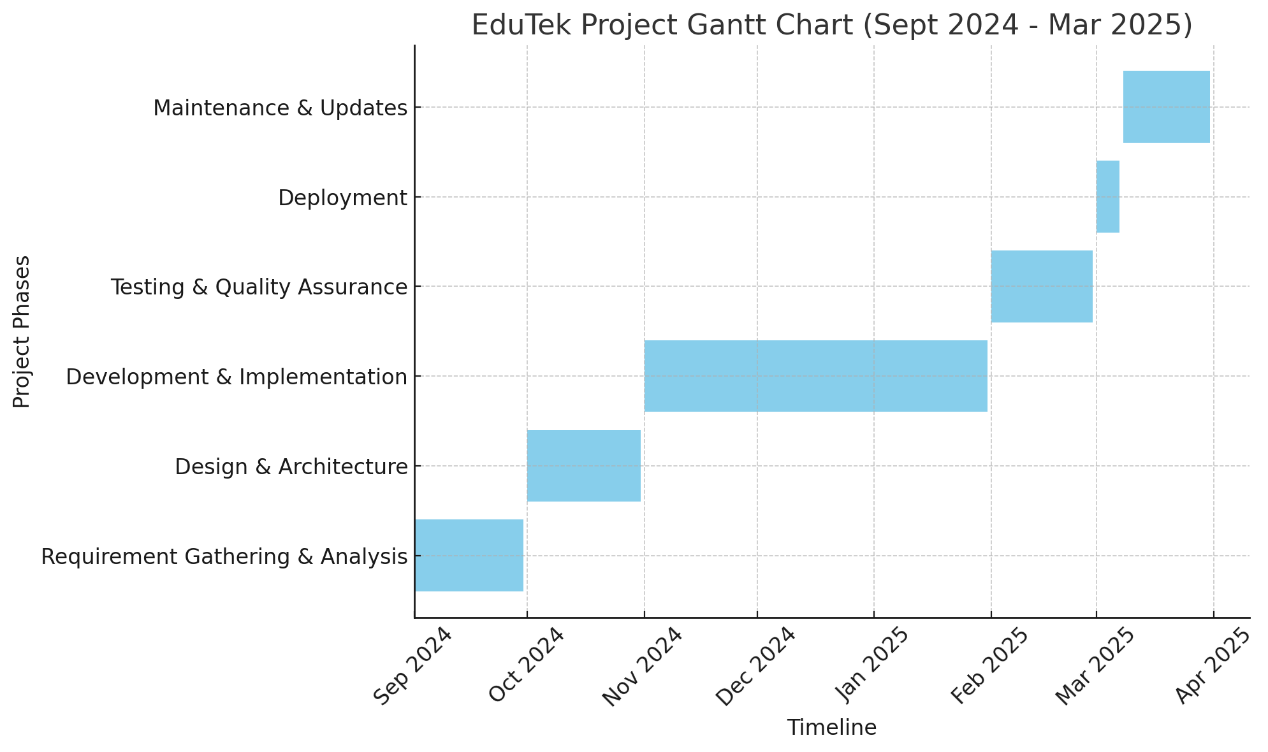 EduTek Project Gantt Chart (Sept 2024 - Mar 2025)
Project Phases
Maintenance & Updates
Deployment
Testing & Quality Assurance
Development & Implementation
Design & Architecture
Requirement Gathering & Analysis
Sep 2024
Oct 2024
Nov 2024
Dec 2024
Jan 2025
Feb 2025
Mar 2025
Apr 2025
Timeline